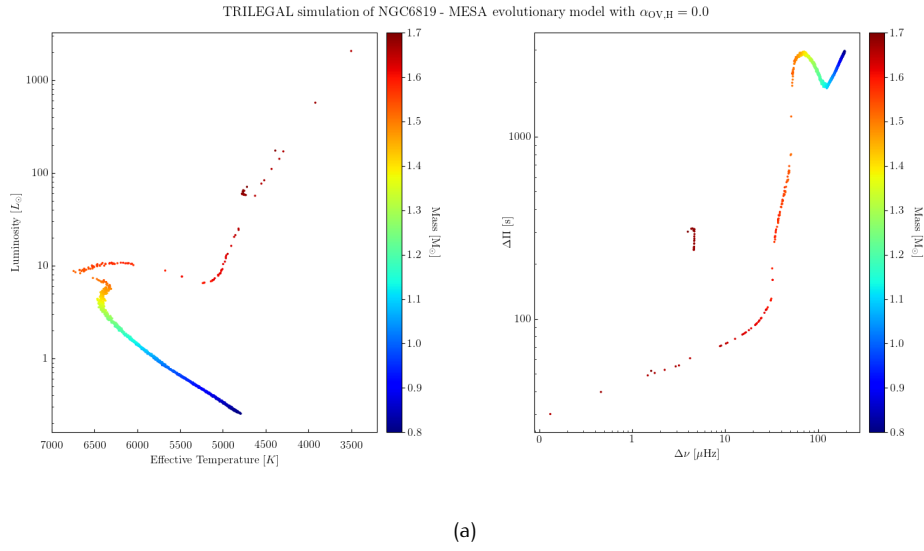 TRILEGAL simulation of NGC6819 - MESA evolutionary model with α_OV,H = 0.0
Luminosity [L_⊙]
1000
100
10
1
7000 6500 6000 5500 5000 4500 4000 3500
Effective Temperature [K]
1.7
1.6
1.5
1.4
1.3
1.2
1.1
1.0
0.9
0.8
Mass [M_⊙]
ΔΠ [s]
1000
100
0 1 10 100
Δν [μHz]
1.7
1.6
1.5
1.4
1.3
1.2
1.1
1.0
0.9
0.8
Mass [M_⊙]
(a)